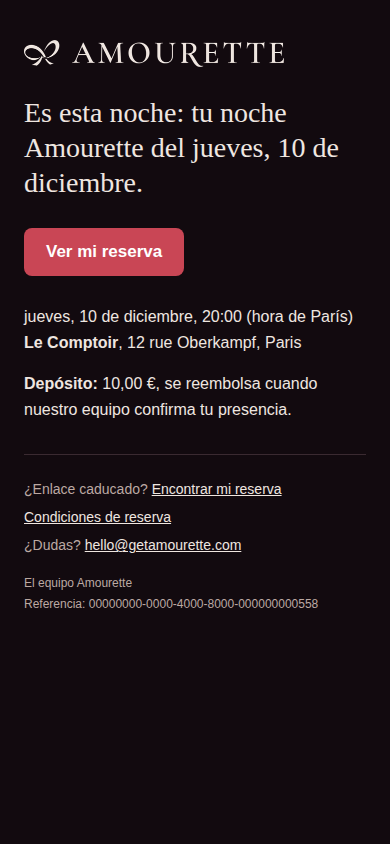 AMOURETTE
Es esta noche: tu noche
Amourette del jueves, 10 de
diciembre.
Ver mi reserva
jueves, 10 de diciembre, 20:00 (hora de París)
Le Comptoir, 12 rue Oberkampf, Paris
Depósito: 10,00 €, se reembolsa cuando
nuestro equipo confirma tu presencia.
¿Enlace caducado? Encontrar mi reserva
Condiciones de reserva
¿Dudas? hello@getamourette.com
El equipo Amourette
Referencia: 00000000-0000-4000-8000-000000000558